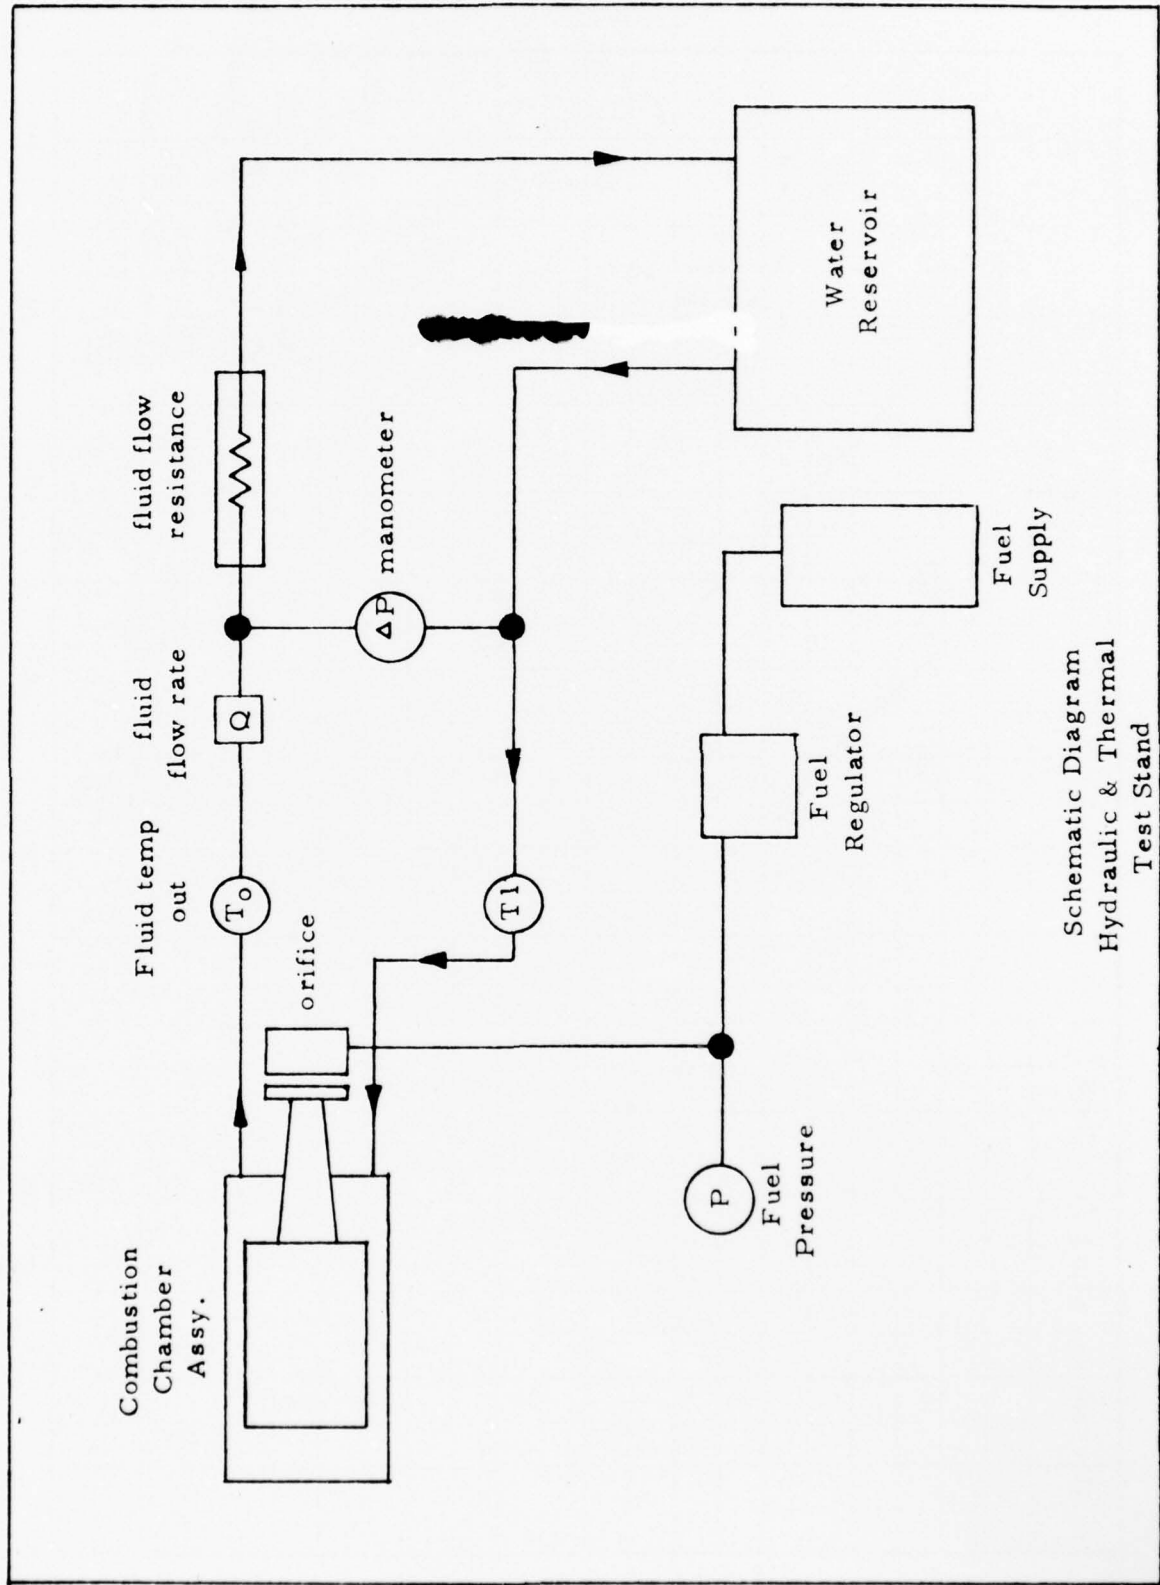 Combustion
Chamber
Assy.
Fluid temp
out
To
fluid
flow rate
Q
fluid flow
resistance
orifice
T1
ΔP
manometer
Water
Reservoir
P
Fuel
Pressure
Fuel
Regulator
Fuel
Supply
Schematic Diagram
Hydraulic & Thermal
Test Stand